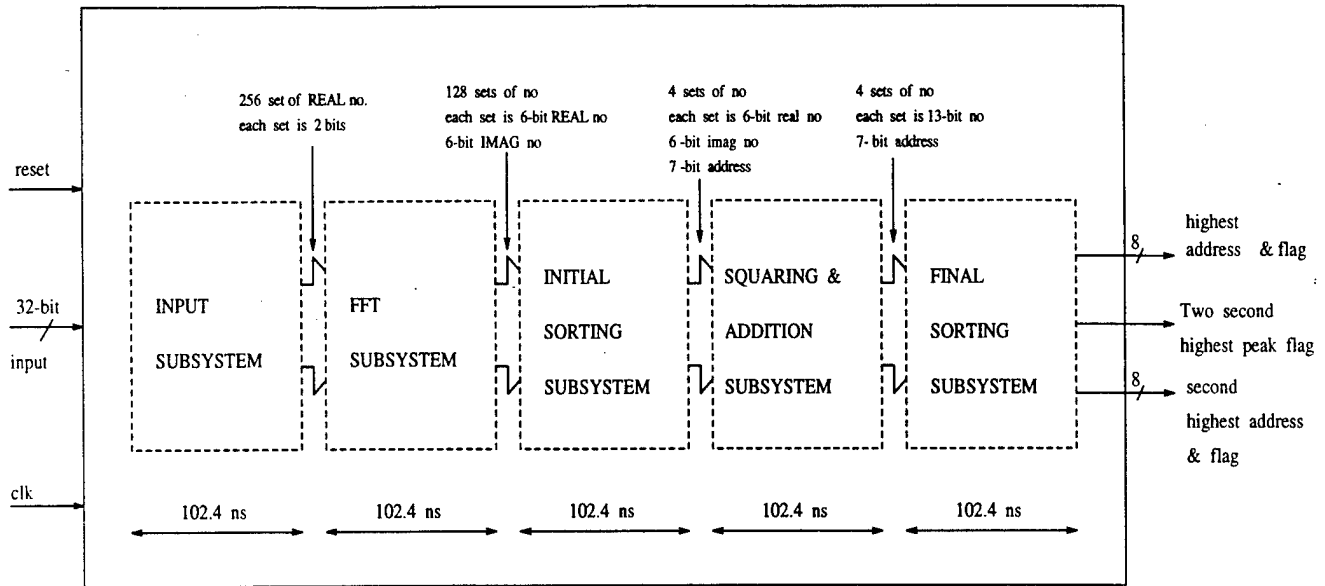 256 set of REAL no.
each set is 2 bits
128 sets of no
each set is 6-bit REAL no
6-bit IMAG no
4 sets of no
each set is 6-bit real no
6 -bit imag no
7 -bit address
4 sets of no
each set is 13-bit no
7- bit address
reset
32-bit
input
clk
INPUT
SUBSYSTEM
FFT
SUBSYSTEM
INITIAL
SORTING
SUBSYSTEM
SQUARING &
ADDITION
SUBSYSTEM
FINAL
SORTING
SUBSYSTEM
8
highest
address & flag
Two second
highest peak flag
8
second
highest address
& flag
102.4 ns
102.4 ns
102.4 ns
102.4 ns
102.4 ns